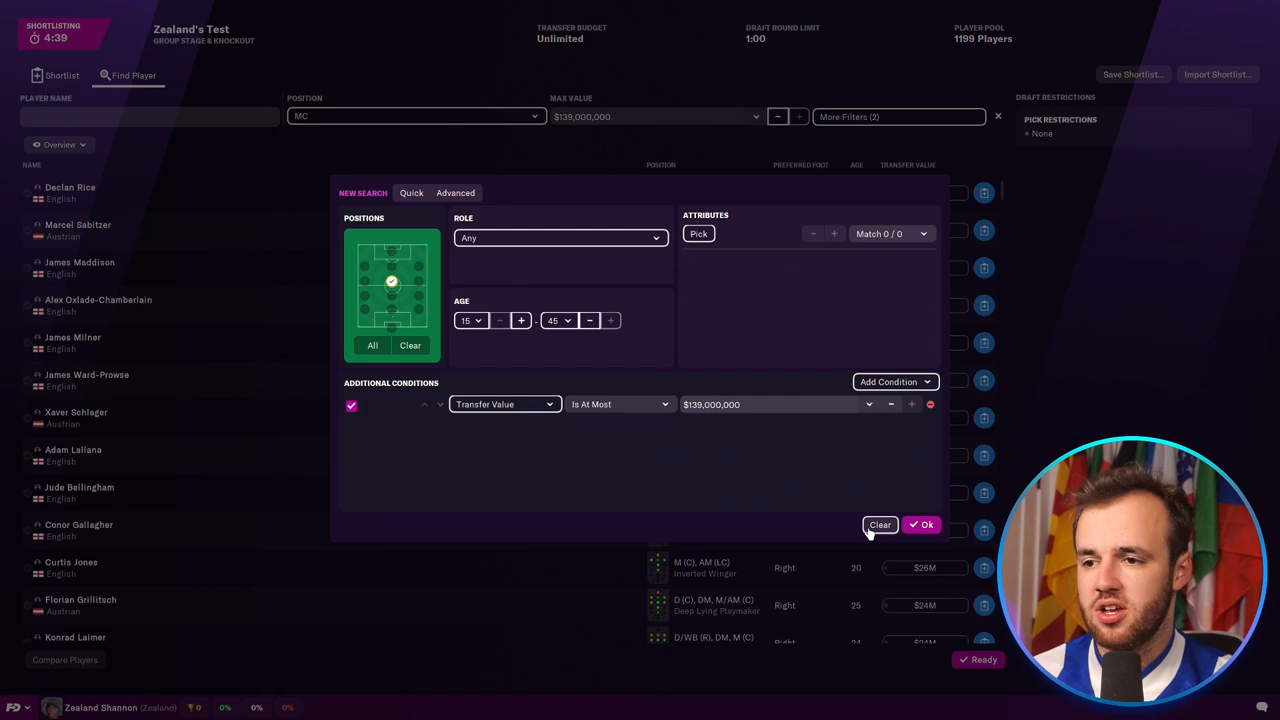 SHORTLISTING
4:39
Zealand's Test
GROUP STAGE & KNOCKOUT
TRANSFER BUDGET
Unlimited
DRAFT ROUND LIMIT
1:00
PLAYER POOL
1199 Players
Shortlist
Find Player
Save Shortlist...
Import Shortlist...
PLAYER NAME
POSITION
MAX VALUE
DRAFT RESTRICTIONS
MC
$139,000,000
More Filters (2)
PICK RESTRICTIONS
+ None
Overview
NAME
POSITION
PREFERRED FOOT
AGE
TRANSFER VALUE
Declan Rice
English
Marcel Sabitzer
Austrian
James Maddison
English
Alex Oxlade-Chamberlain
English
James Milner
English
James Ward-Prowse
English
Xaver Schlager
Austrian
Adam Lallana
English
Jude Bellingham
English
Conor Gallagher
English
NEW SEARCH
Quick
Advanced
POSITIONS
ROLE
ATTRIBUTES
Any
Pick
Match 0 / 0
AGE
15
-
45
All
Clear
ADDITIONAL CONDITIONS
Add Condition
Transfer Value
Is At Most
$139,000,000
Clear
Ok
Curtis Jones
English
M (C), AM (LC)
Inverted Winger
Right
20
$26M
Florian Grillitsch
Austrian
D (C), DM, M/AM (C)
Deep Lying Playmaker
Right
25
$24M
Konrad Laimer
D/WB (R), DM, M (C)
Right
24
$24M
Compare Players
Ready
FD
Zealand Shannon (Zealand)
0
0%
0%
0%